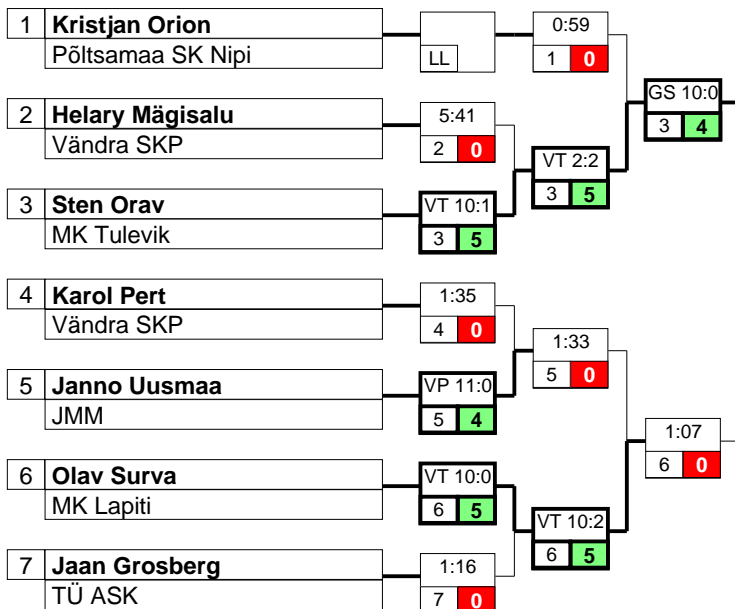 1 Kristjan Orion
Põltsamaa SK Nipi
LL
0:59
1 0
GS 10:0
3 4
2 Helary Mägisalu
Vändra SKP
5:41
2 0
VT 2:2
3 5
3 Sten Orav
MK Tulevik
VT 10:1
3 5
4 Karol Pert
Vändra SKP
1:35
4 0
1:33
5 0
5 Janno Uusmaa
JMM
VP 11:0
5 4
1:07
6 0
6 Olav Surva
MK Lapiti
VT 10:0
6 5
VT 10:2
6 5
7 Jaan Grosberg
TÜ ASK
1:16
7 0